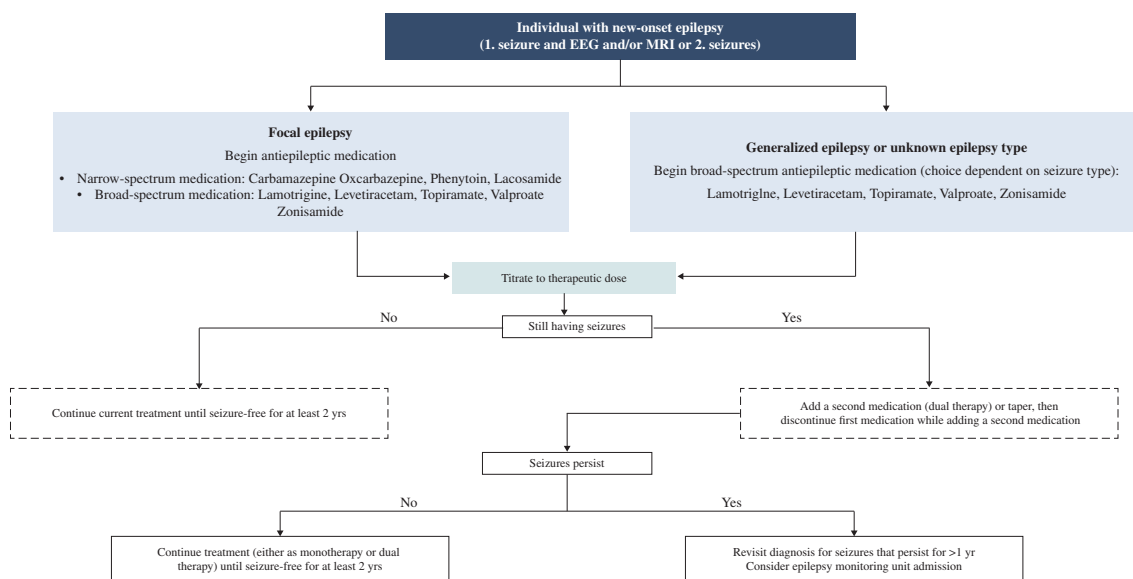 Individual with new-onset epilepsy
(1. seizure and EEG and/or MRI or 2. seizures)
Focal epilepsy
Begin antiepileptic medication
• Narrow-spectrum medication: Carbamazepine Oxcarbazepine, Phenytoin, Lacosamide
• Broad-spectrum medication: Lamotrigine, Levetiracetam, Topiramate, Valproate
Zonisamide
Generalized epilepsy or unknown epilepsy type
Begin broad-spectrum antiepileptic medication (choice dependent on seizure type):
LamotrigIne, Levetiracetam, Topiramate, Valproate, Zonisamide
Titrate to therapeutic dose
No
Still having seizures
Yes
Continue current treatment until seizure-free for at least 2 yrs
Add a second medication (dual therapy) or taper, then
discontinue first medication while adding a second medication
Seizures persist
No
Yes
Continue treatment (either as monotherapy or dual
therapy) until seizure-free for at least 2 yrs
Revisit diagnosis for seizures that persist for >1 yr
Consider epilepsy monitoring unit admission